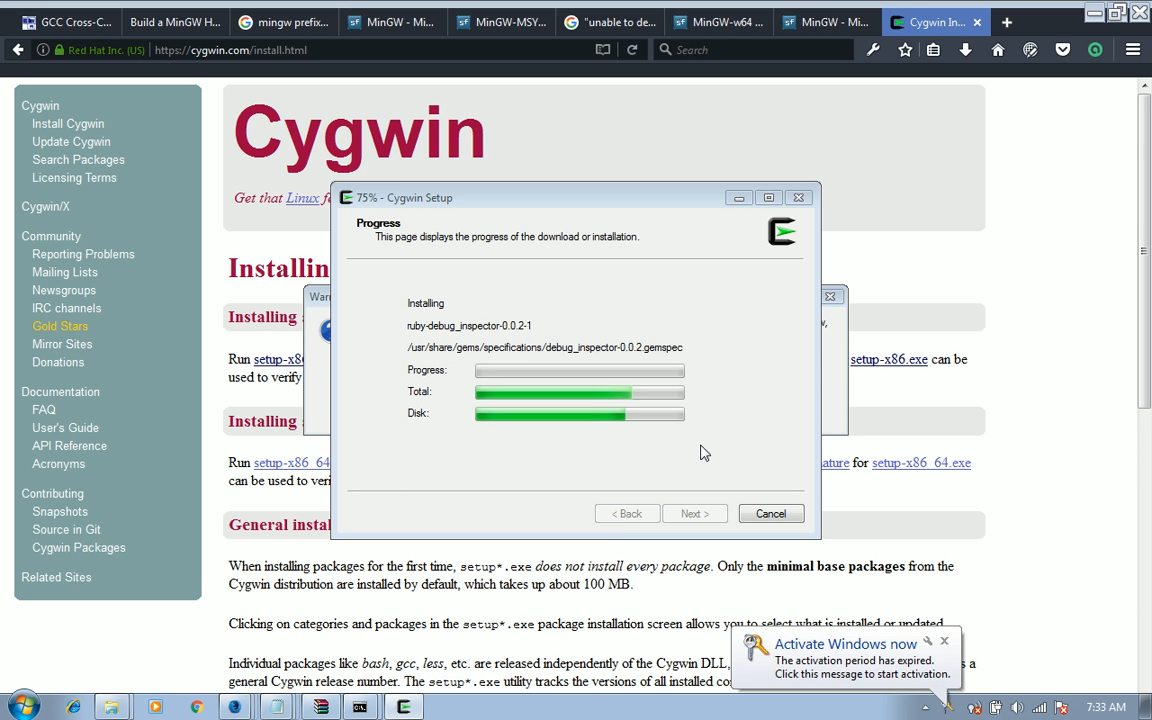 GCC Cross-C...
Build a MinGW H...
mingw prefix...
MinGW - Mi...
MinGW-MSY...
"unable to de...
MinGW-w64 ...
MinGW - Mi...
Cygwin In...
Red Hat Inc. (US)
https://cygwin.com/install.html
Search
Cygwin
Install Cygwin
Update Cygwin
Search Packages
Licensing Terms
Cygwin/X
Community
Reporting Problems
Mailing Lists
Newsgroups
IRC channels
Gold Stars
Mirror Sites
Donations
Documentation
FAQ
User's Guide
API Reference
Acronyms
Contributing
Snapshots
Source in Git
Cygwin Packages
Related Sites
Cygwin
Get that Linux
Installin
Installing
Run setup-x8
setup-x86.exe can be
used to verify
Installing
Run setup-x86_64
ature for setup-x86_64.exe
can be used to veri
General instal
When installing packages for the first time, setup*.exe does not install every package. Only the minimal base packages from the
Cygwin distribution are installed by default, which takes up about 100 MB.
Clicking on categories and packages in the setup*.exe package installation screen allows you to select what is installed or updated.
Individual packages like bash, gcc, less, etc. are released independently of the Cygwin DLL,
s a
general Cygwin release number. The setup*.exe utility tracks the versions of all installed co
War
75% - Cygwin Setup
Progress
This page displays the progress of the download or installation.
Installing
ruby-debug_inspector-0.0.2-1
/usr/share/gems/specifications/debug_inspector-0.0.2.gemspec
Progress:
Total:
Disk:
< Back
Next >
Cancel
Activate Windows now
The activation period has expired.
Click this message to start activation.
7:33 AM